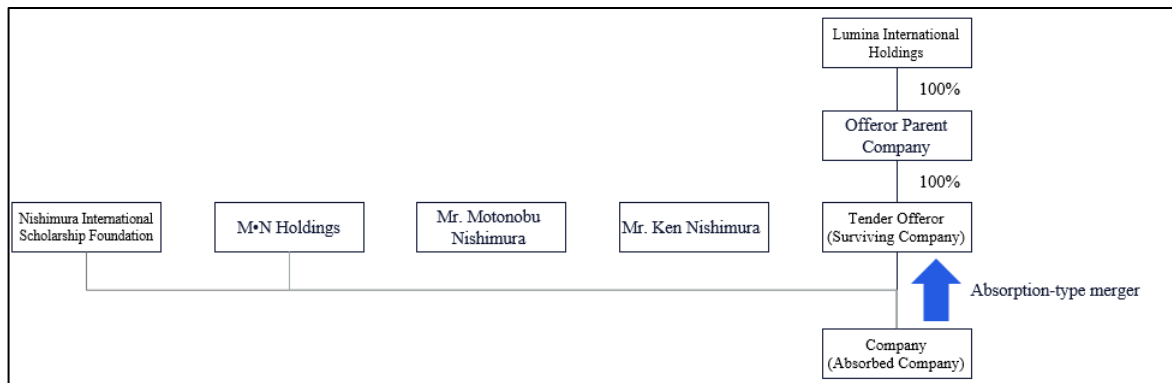 Lumina International
Holdings
100%
Offeror Parent
Company
100%
Nishimura International
Scholarship Foundation
M•N Holdings
Mr. Motonobu
Nishimura
Mr. Ken Nishimura
Tender Offeror
(Surviving Company)
Absorption-type merger
Company
(Absorbed Company)